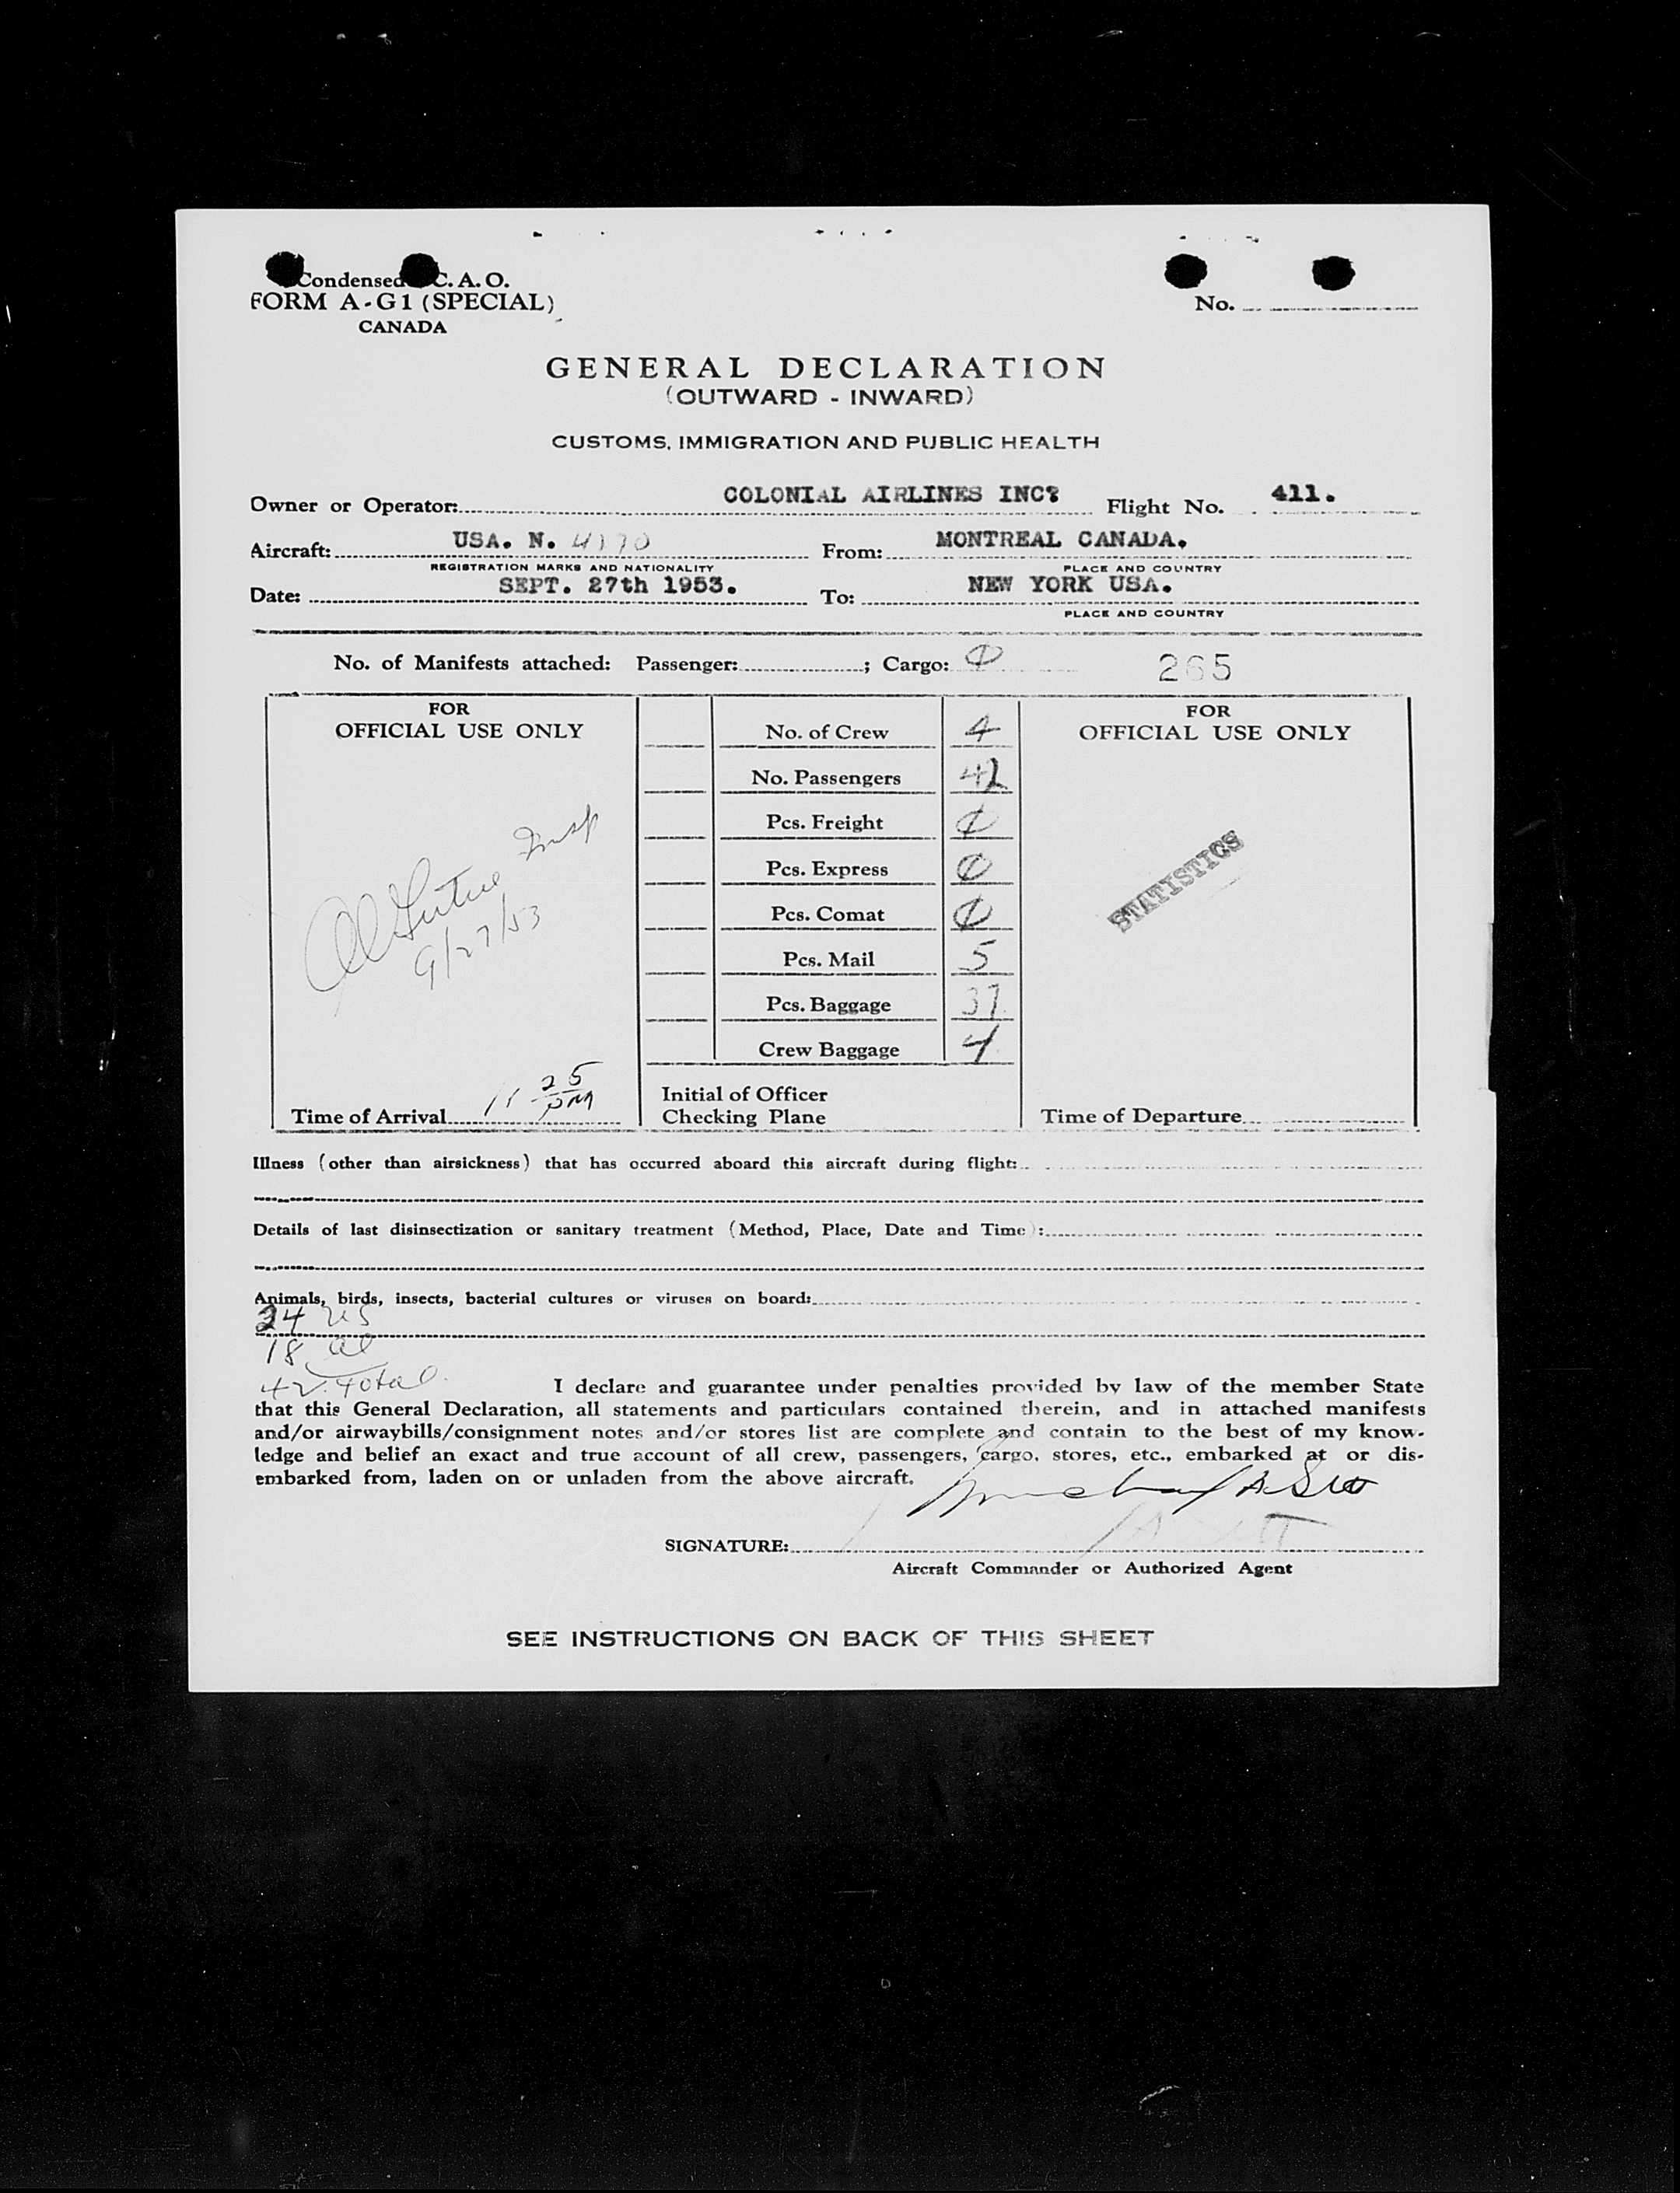 Condensed C. A. O.
FORM A-G1 (SPECIAL)
CANADA
No.
GENERAL DECLARATION
(OUTWARD - INWARD)
CUSTOMS, IMMIGRATION AND PUBLIC HEALTH
Owner or Operator: COLONIAL AIRLINES INC? Flight No. 411.
Aircraft: USA. N. From: MONTREAL CANADA.
REGISTRATION MARKS AND NATIONALITY PLACE AND COUNTRY
Date: SEPT. 27th 1953. To: NEW YORK USA.
PLACE AND COUNTRY
No. of Manifests attached: Passenger: ; Cargo: 0 265
FOR
OFFICIAL USE ONLY
No. of Crew 4
No. Passengers 42
Pcs. Freight 0
Pcs. Express 0
Pcs. Comat 0
Pcs. Mail 5
Pcs. Baggage 37
Crew Baggage 4
Initial of Officer
Checking Plane
FOR
OFFICIAL USE ONLY
STATISTICS
Insp
9/27/53
Time of Arrival 11 25 PM
Time of Departure
Illness (other than airsickness) that has occurred aboard this aircraft during flight:
Details of last disinsectization or sanitary treatment (Method, Place, Date and Time):
Animals, birds, insects, bacterial cultures or viruses on board:
24 US
18 al
42 Total
I declare and guarantee under penalties provided by law of the member State
that this General Declaration, all statements and particulars contained therein, and in attached manifests
and/or airwaybills/consignment notes and/or stores list are complete and contain to the best of my know-
ledge and belief an exact and true account of all crew, passengers, cargo, stores, etc., embarked at or dis-
embarked from, laden on or unladen from the above aircraft.
SIGNATURE:
Aircraft Commander or Authorized Agent
SEE INSTRUCTIONS ON BACK OF THIS SHEET